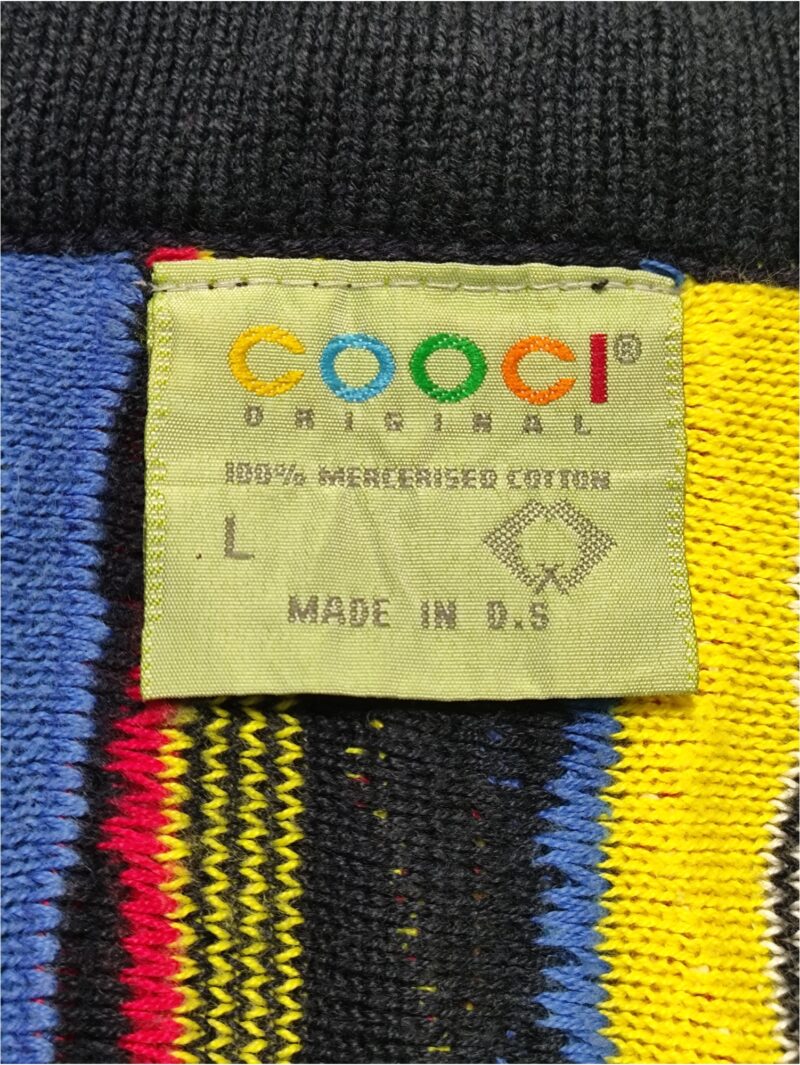 COOCI®
ORIGINAL
100% MERCERISED COTTON
L
MADE IN D.S